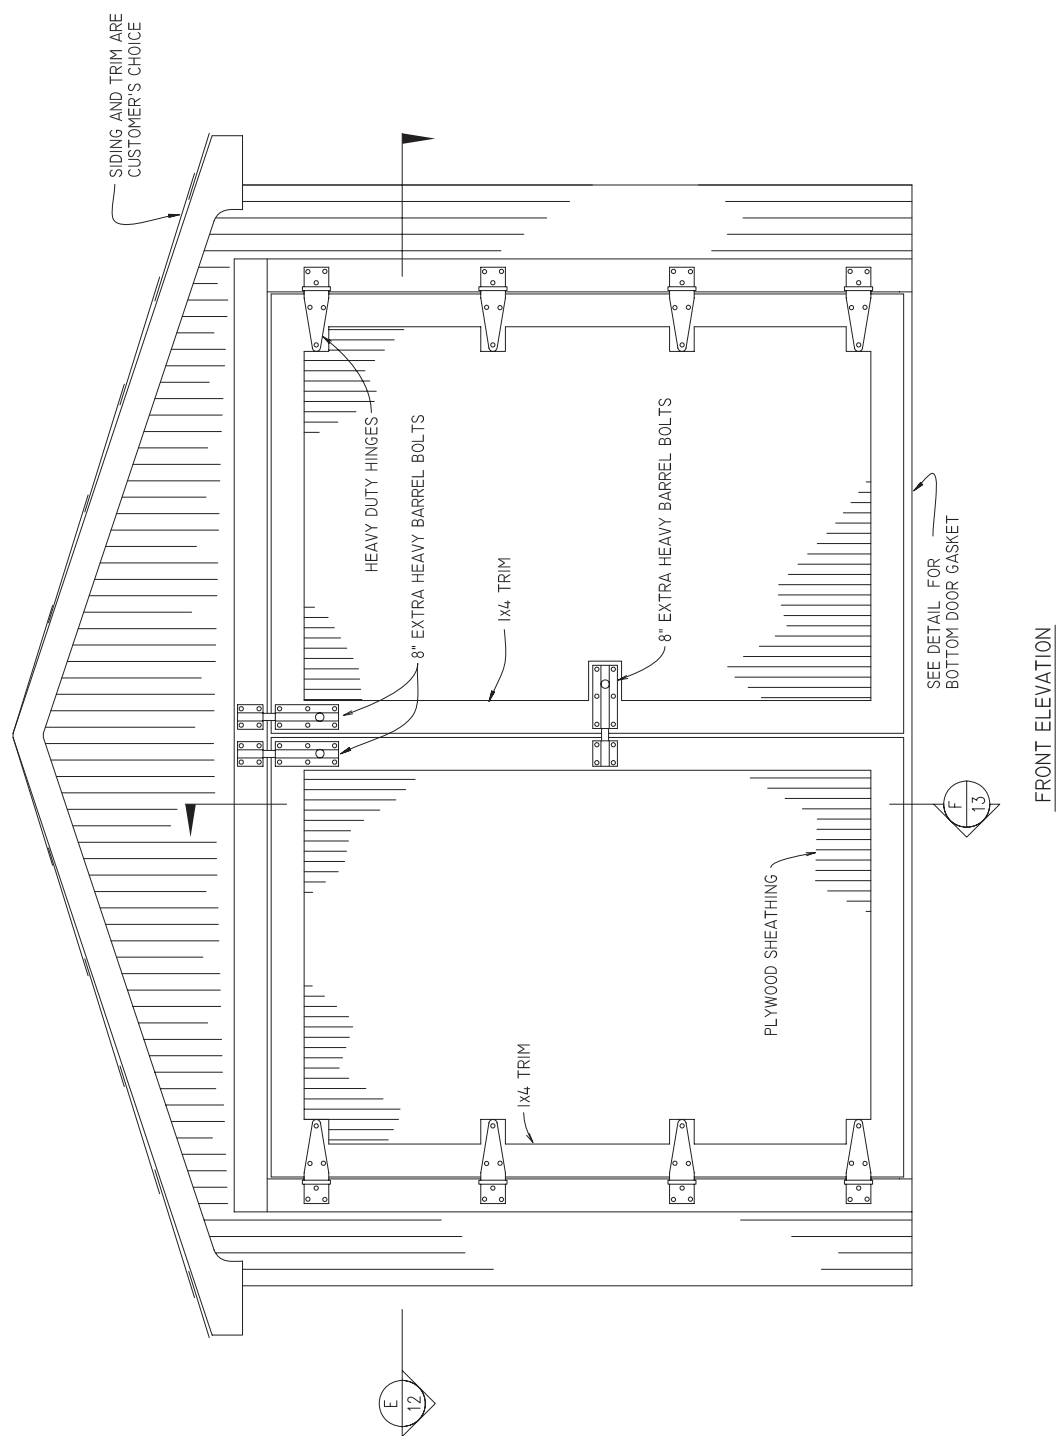 SIDING AND TRIM ARE
CUSTOMER'S CHOICE
HEAVY DUTY HINGES
8" EXTRA HEAVY BARREL BOLTS
1x4 TRIM
8" EXTRA HEAVY BARREL BOLTS
1x4 TRIM
PLYWOOD SHEATHING
SEE DETAIL FOR
BOTTOM DOOR GASKET
E
12
F
13
FRONT ELEVATION